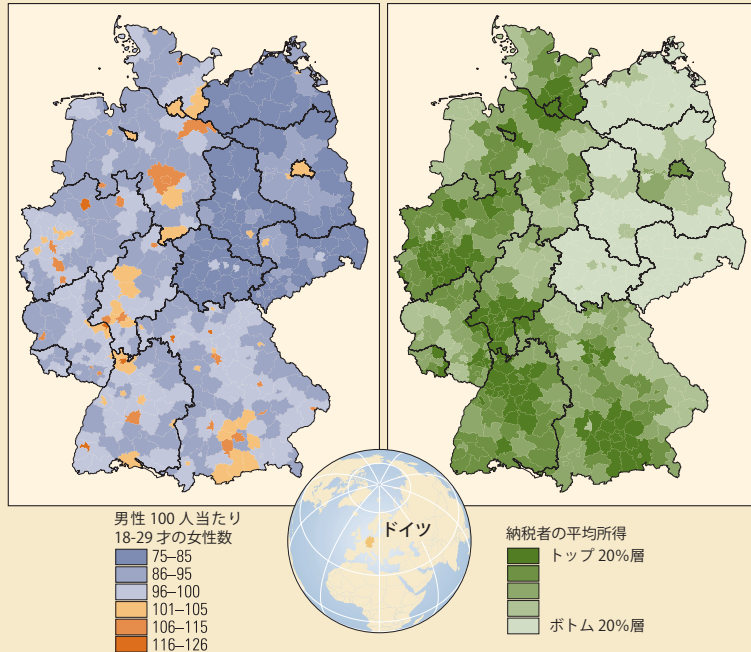 男性 100 人当たり
18-29 才の女性数
75–85
86–95
96–100
101–105
106–115
116–126
ドイツ
納税者の平均所得
トップ 20%層
ボトム 20%層